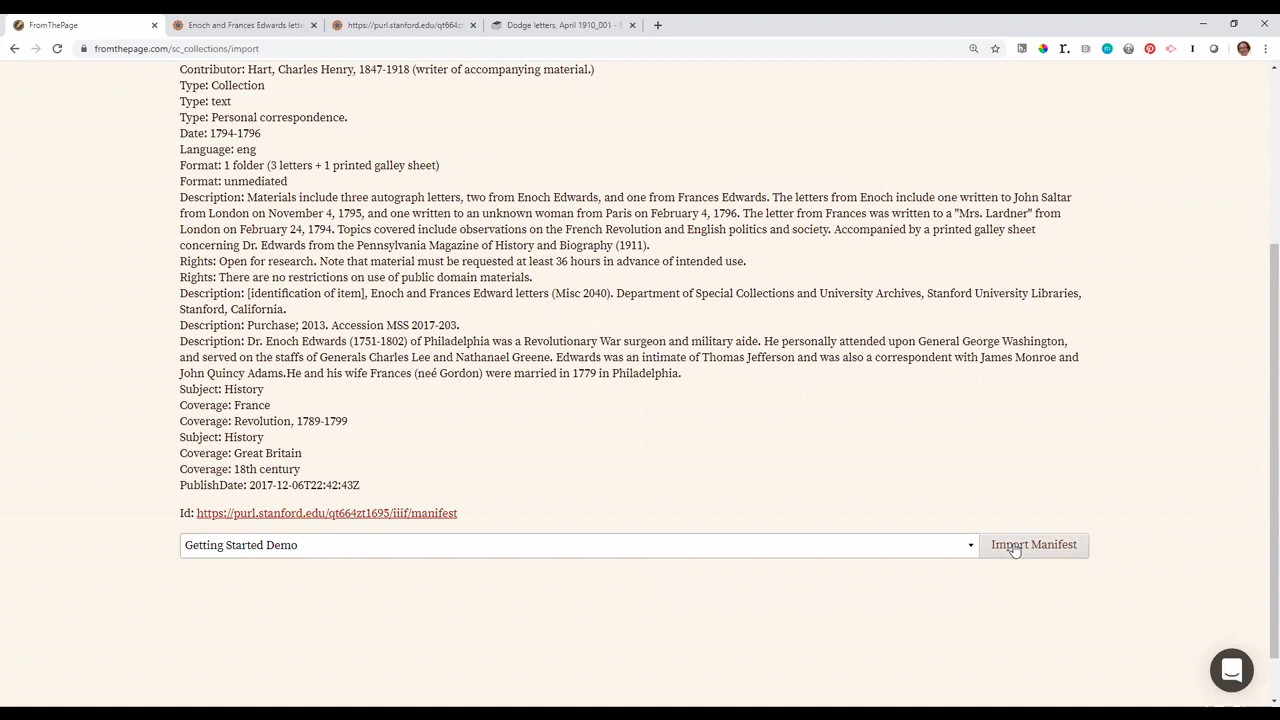 FromThePage
Enoch and Frances Edwards lette
https://purl.stanford.edu/qt664z
Dodge letters, April 1910_001 - 
fromthepage.com/sc_collections/import
Contributor: Hart, Charles Henry, 1847-1918 (writer of accompanying material.)
Type: Collection
Type: text
Type: Personal correspondence.
Date: 1794-1796
Language: eng
Format: 1 folder (3 letters + 1 printed galley sheet)
Format: unmediated
Description: Materials include three autograph letters, two from Enoch Edwards, and one from Frances Edwards. The letters from Enoch include one written to John Saltar
from London on November 4, 1795, and one written to an unknown woman from Paris on February 4, 1796. The letter from Frances was written to a "Mrs. Lardner" from
London on February 24, 1794. Topics covered include observations on the French Revolution and English politics and society. Accompanied by a printed galley sheet
concerning Dr. Edwards from the Pennsylvania Magazine of History and Biography (1911).
Rights: Open for research. Note that material must be requested at least 36 hours in advance of intended use.
Rights: There are no restrictions on use of public domain materials.
Description: [identification of item], Enoch and Frances Edward letters (Misc 2040). Department of Special Collections and University Archives, Stanford University Libraries,
Stanford, California.
Description: Purchase; 2013. Accession MSS 2017-203.
Description: Dr. Enoch Edwards (1751-1802) of Philadelphia was a Revolutionary War surgeon and military aide. He personally attended upon General George Washington,
and served on the staffs of Generals Charles Lee and Nathanael Greene. Edwards was an intimate of Thomas Jefferson and was also a correspondent with James Monroe and
John Quincy Adams.He and his wife Frances (neé Gordon) were married in 1779 in Philadelphia.
Subject: History
Coverage: France
Coverage: Revolution, 1789-1799
Subject: History
Coverage: Great Britain
Coverage: 18th century
PublishDate: 2017-12-06T22:42:43Z
Id: https://purl.stanford.edu/qt664zt1695/iiif/manifest
Getting Started Demo
Import Manifest